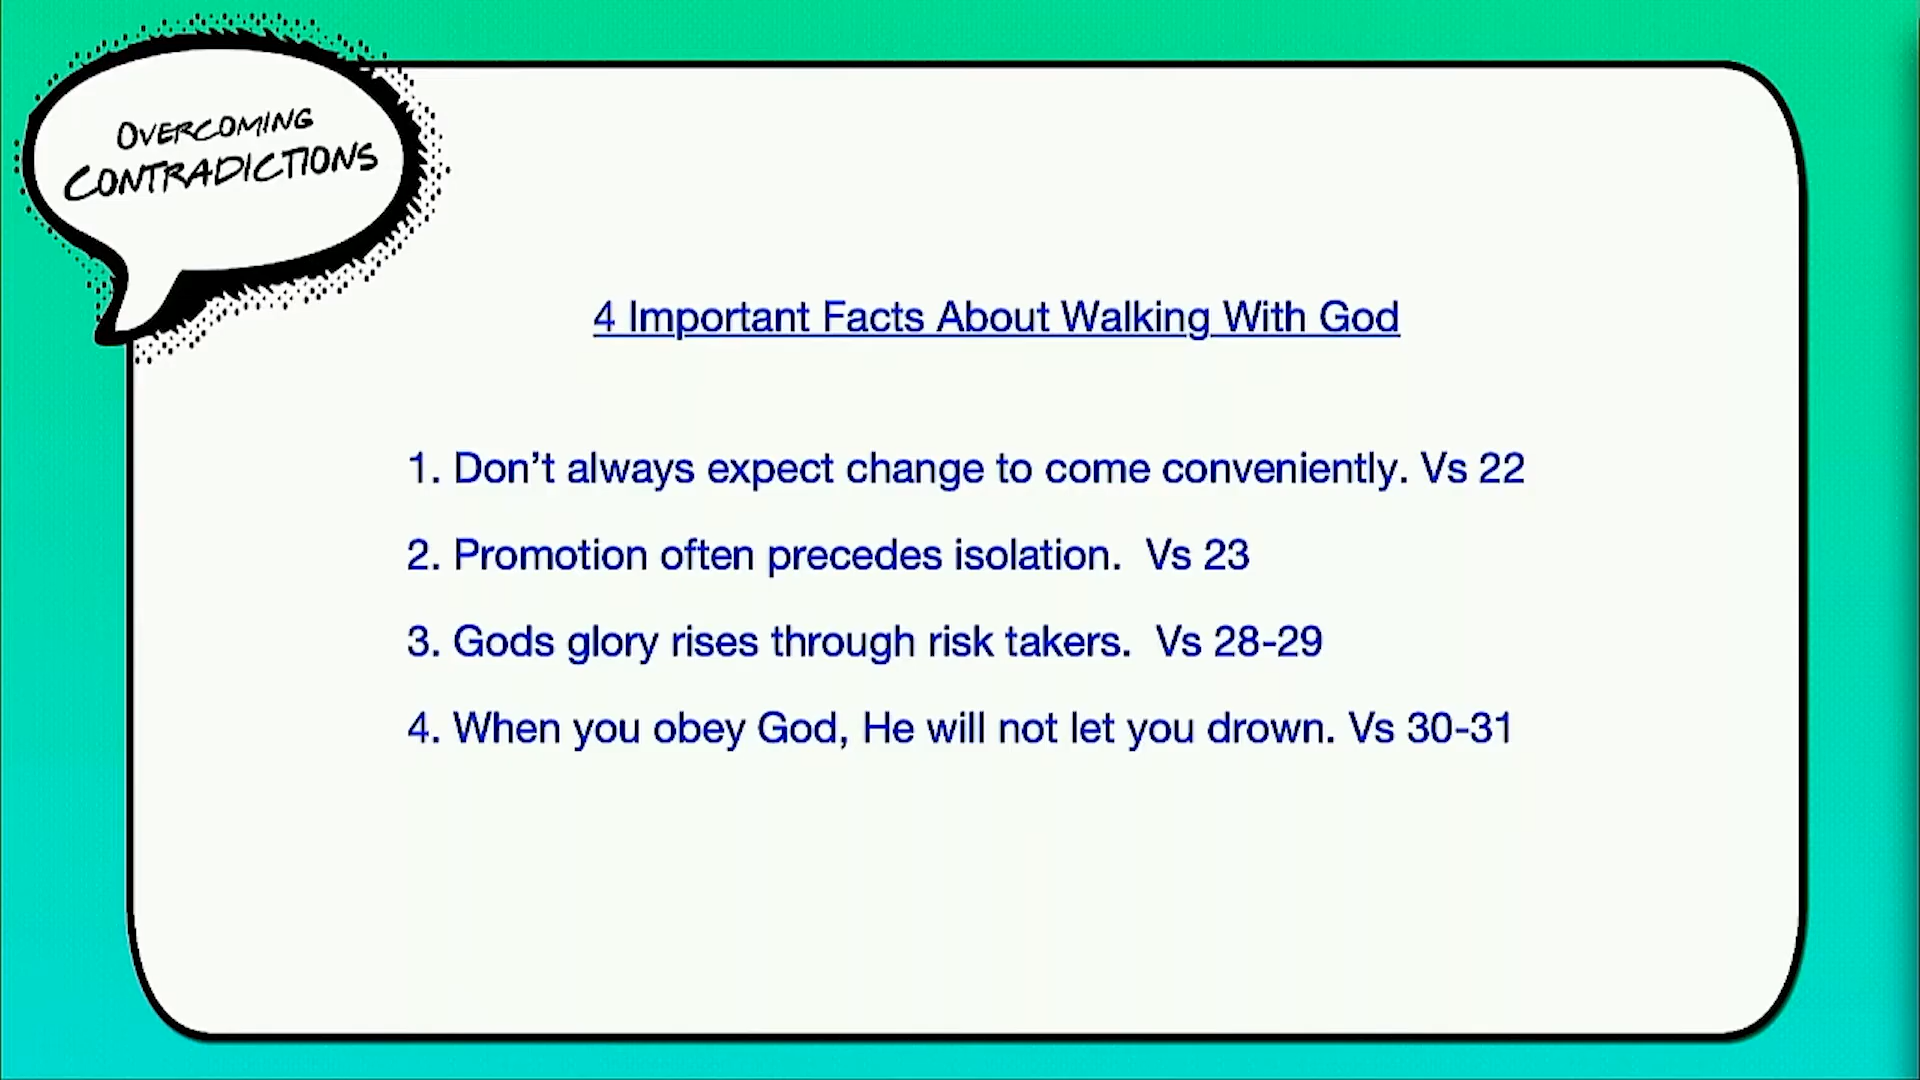 OVERCOMING
CONTRADICTIONS
4 Important Facts About Walking With God
1. Don’t always expect change to come conveniently. Vs 22
2. Promotion often precedes isolation.  Vs 23
3. Gods glory rises through risk takers.  Vs 28-29
4. When you obey God, He will not let you drown. Vs 30-31